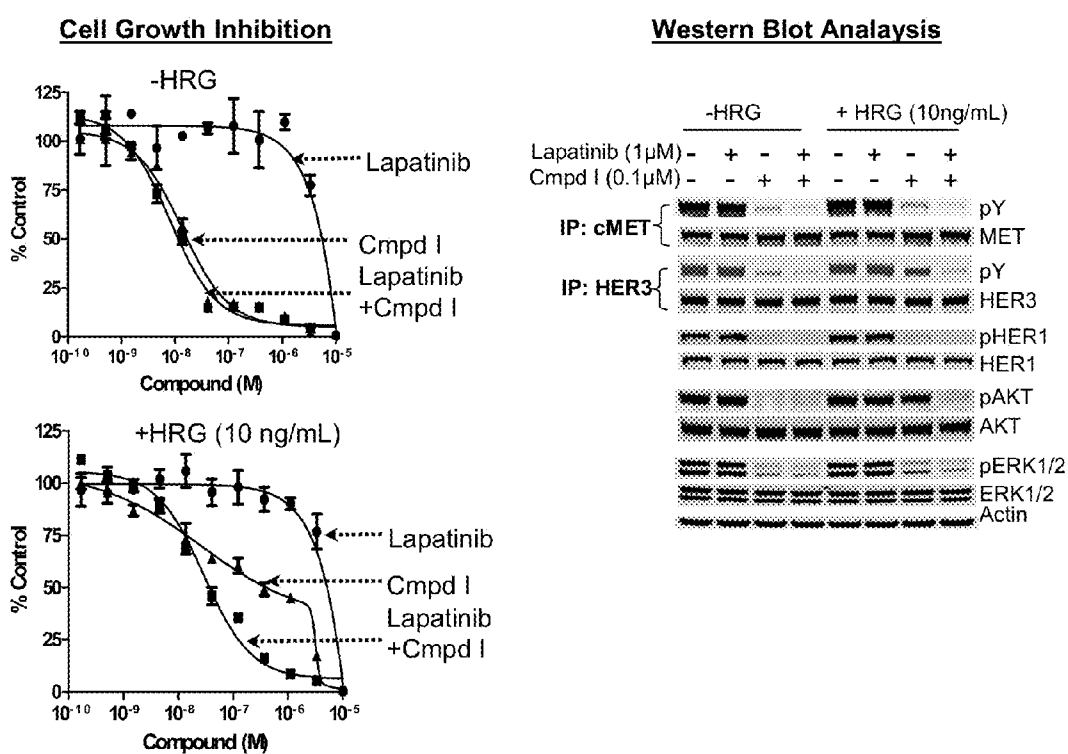 Cell Growth Inhibition
-HRG
125
100
75
50
25
0
% Control
Lapatinib
Cmpd I
Lapatinib
+Cmpd I
10⁻¹⁰ 10⁻⁹ 10⁻⁸ 10⁻⁷ 10⁻⁶ 10⁻⁵
Compound (M)
+HRG (10 ng/mL)
125
100
75
50
25
0
% Control
Lapatinib
Cmpd I
Lapatinib
+Cmpd I
10⁻¹⁰ 10⁻⁹ 10⁻⁸ 10⁻⁷ 10⁻⁶ 10⁻⁵
Compound (M)
Western Blot Analaysis
-HRG + HRG (10ng/mL)
Lapatinib (1μM) - + - + - + - +
Cmpd I (0.1μM) - - + + - - + +
IP: cMET
pY
MET
IP: HER3
pY
HER3
pHER1
HER1
pAKT
AKT
pERK1/2
ERK1/2
Actin